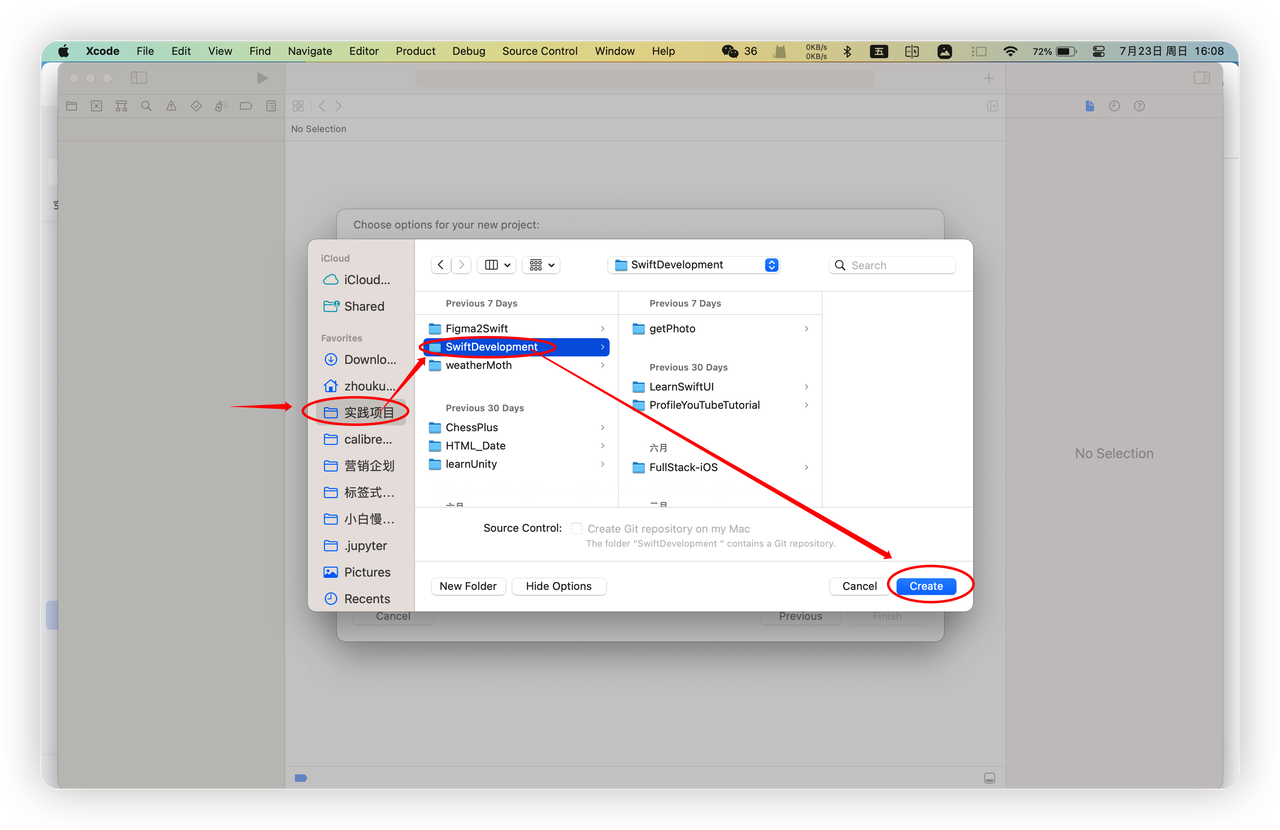 Xcode File Edit View Find Navigate Editor Product Debug Source Control Window Help 36 0KB/s 0KB/s 五 72% 7月23日 周日 16:08
No Selection
Choose options for your new project:
iCloud
iCloud...
Shared
Favorites
Downlo...
zhouku...
实践项目
calibre...
营销企划
标签式...
小白慢...
.jupyter
Pictures
Recents
SwiftDevelopment
Search
Previous 7 Days
Figma2Swift
SwiftDevelopment
weatherMoth
Previous 30 Days
ChessPlus
HTML_Date
learnUnity
六月
Previous 7 Days
getPhoto
Previous 30 Days
LearnSwiftUI
ProfileYouTubeTutorial
六月
FullStack-iOS
二月
Source Control: Create Git repository on my Mac
The folder "SwiftDevelopment " contains a Git repository.
New Folder Hide Options Cancel Create
Cancel Previous Finish
No Selection